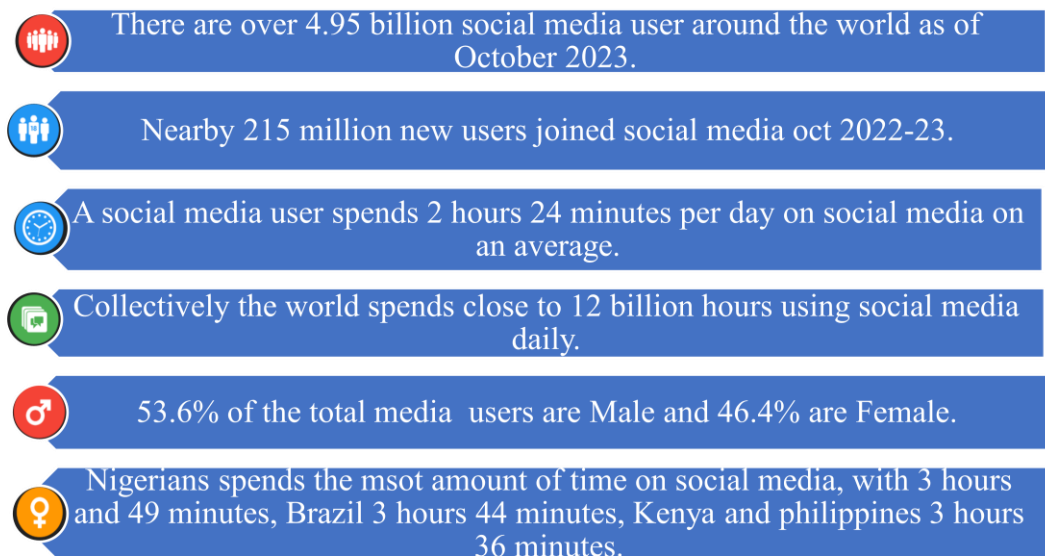 There are over 4.95 billion social media user around the world as of
October 2023.
Nearby 215 million new users joined social media oct 2022-23.
A social media user spends 2 hours 24 minutes per day on social media on
an average.
Collectively the world spends close to 12 billion hours using social media
daily.
53.6% of the total media users are Male and 46.4% are Female.
Nigerians spends the msot amount of time on social media, with 3 hours
and 49 minutes, Brazil 3 hours 44 minutes, Kenya and philippines 3 hours
36 minutes.